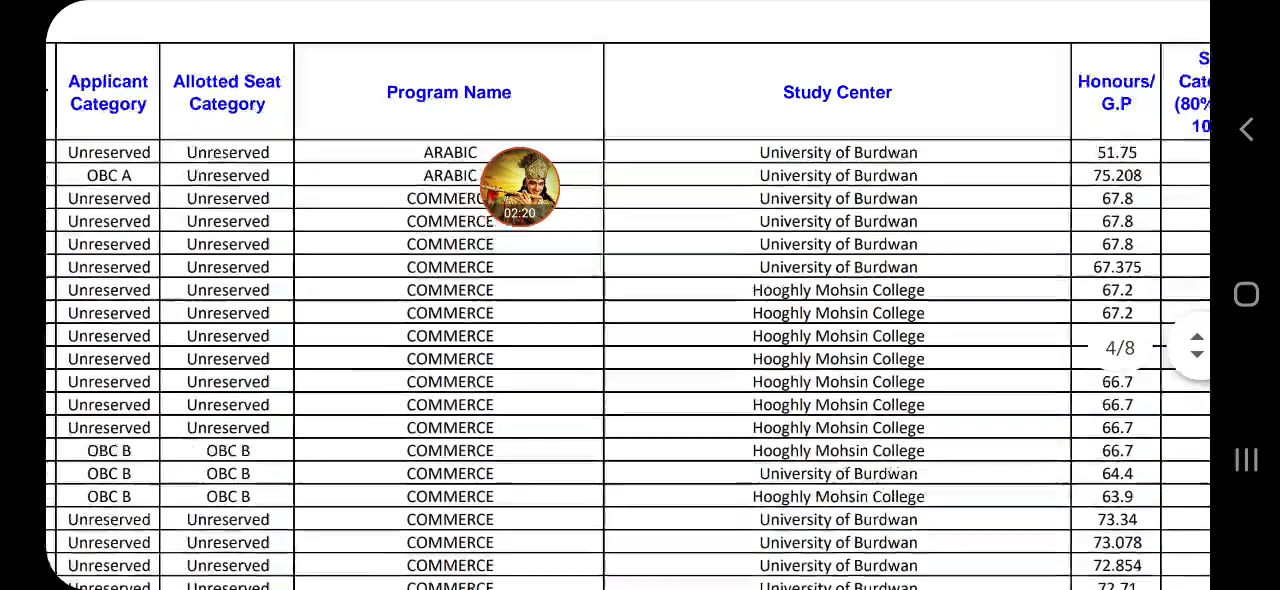 Applicant Category Allotted Seat Category Program Name Study Center Honours/ G.P
Unreserved Unreserved ARABIC University of Burdwan 51.75
OBC A Unreserved ARABIC University of Burdwan 75.208
Unreserved Unreserved University of Burdwan 67.8
Unreserved Unreserved COMMERCE University of Burdwan 67.8
Unreserved Unreserved COMMERCE University of Burdwan 67.8
Unreserved Unreserved COMMERCE University of Burdwan 67.375
Unreserved Unreserved COMMERCE Hooghly Mohsin College 67.2
Unreserved Unreserved COMMERCE Hooghly Mohsin College 67.2
Unreserved Unreserved COMMERCE Hooghly Mohsin College
Unreserved Unreserved COMMERCE Hooghly Mohsin College
Unreserved Unreserved COMMERCE Hooghly Mohsin College 66.7
Unreserved Unreserved COMMERCE Hooghly Mohsin College 66.7
Unreserved Unreserved COMMERCE Hooghly Mohsin College 66.7
OBC B OBC B COMMERCE Hooghly Mohsin College 66.7
OBC B OBC B COMMERCE University of Burdwan 64.4
OBC B OBC B COMMERCE Hooghly Mohsin College 63.9
Unreserved Unreserved COMMERCE University of Burdwan 73.34
Unreserved Unreserved COMMERCE University of Burdwan 73.078
Unreserved Unreserved COMMERCE University of Burdwan 72.854
Unreserved Unreserved COMMERCE University of Burdwan 72.71
02:20
4/8